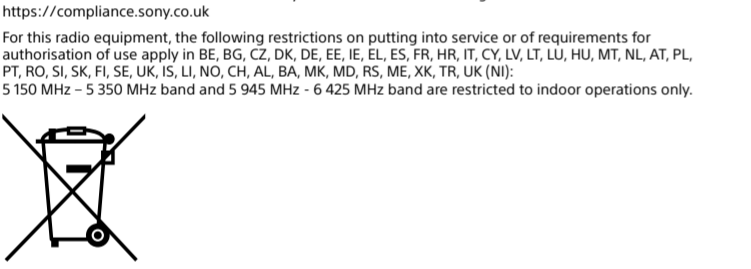 https://compliance.sony.co.uk
For this radio equipment, the following restrictions on putting into service or of requirements for
authorisation of use apply in BE, BG, CZ, DK, DE, EE, IE, EL, ES, FR, HR, IT, CY, LV, LT, LU, HU, MT, NL, AT, PL,
PT, RO, SI, SK, FI, SE, UK, IS, LI, NO, CH, AL, BA, MK, MD, RS, ME, XK, TR, UK (NI):
5 150 MHz – 5 350 MHz band and 5 945 MHz - 6 425 MHz band are restricted to indoor operations only.